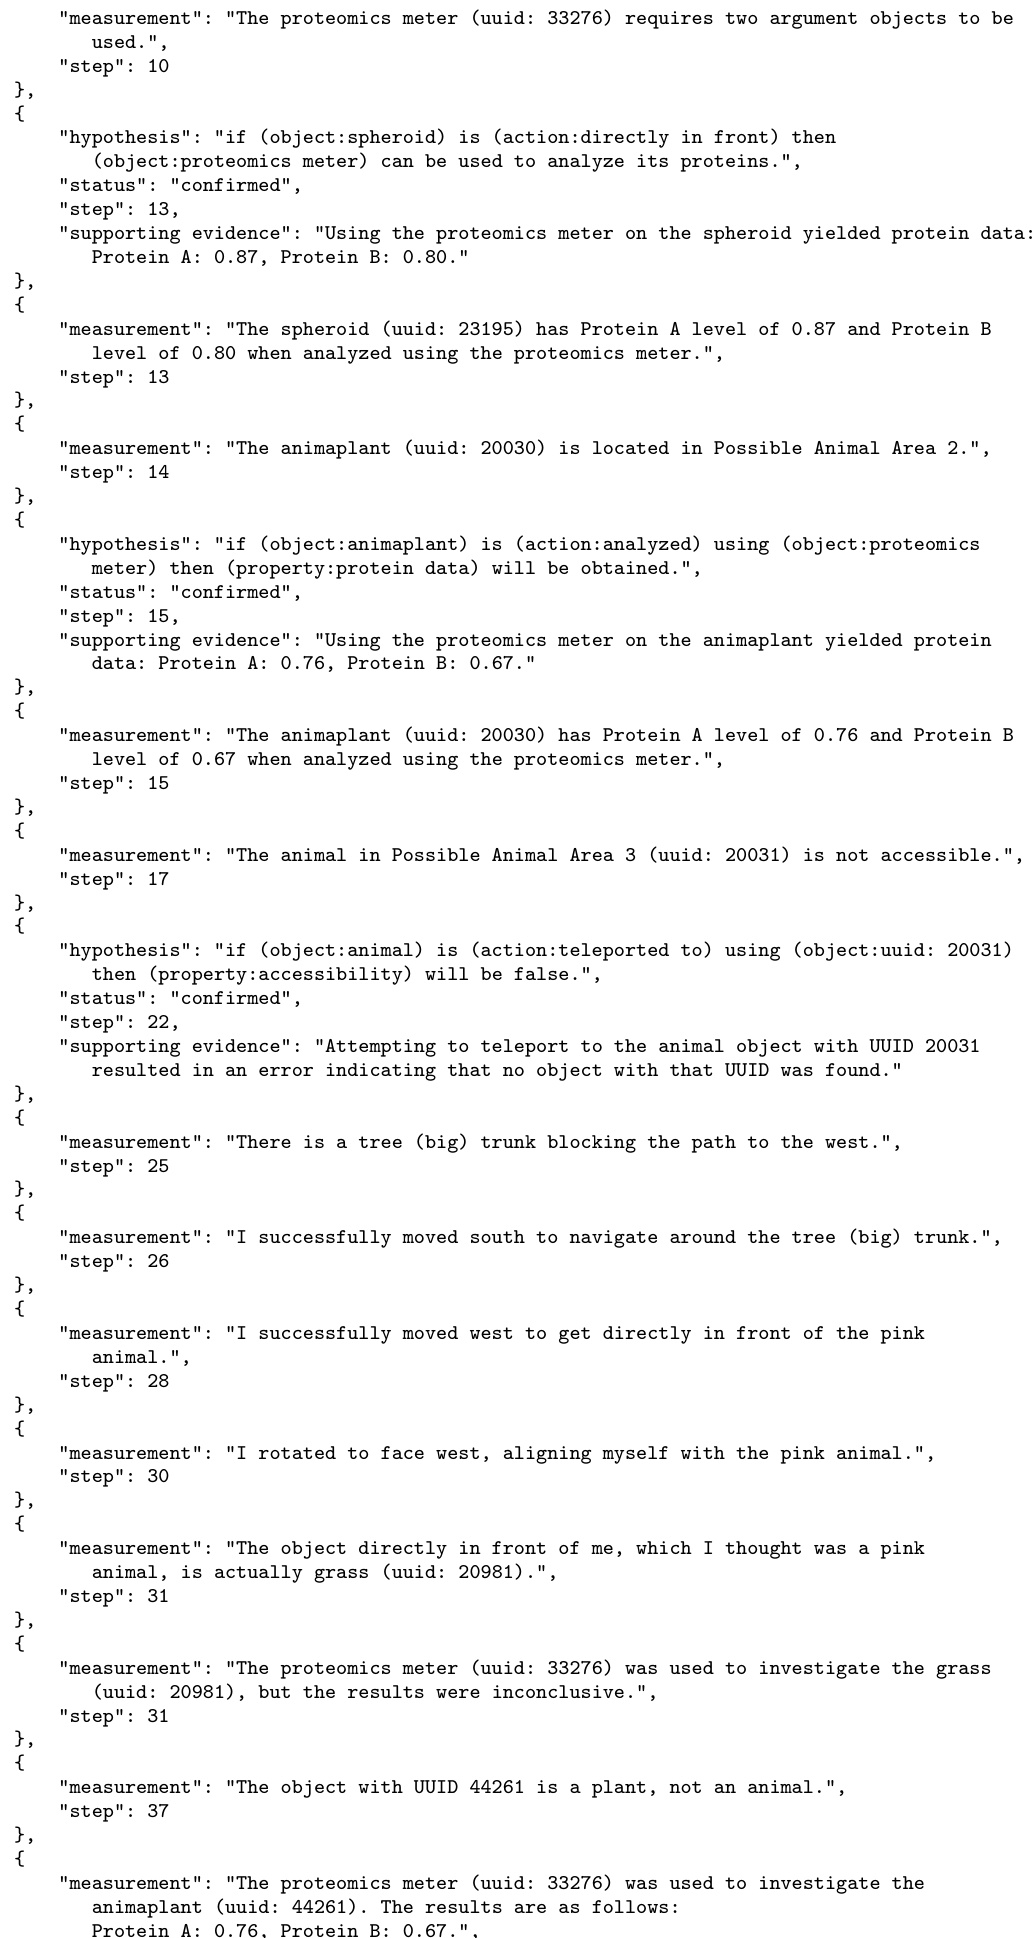 "measurement": "The proteomics meter (uuid: 33276) requires two argument objects to be
used.",
"step": 10
},
{
"hypothesis": "if (object:spheroid) is (action:directly in front) then
(object:proteomics meter) can be used to analyze its proteins.",
"status": "confirmed",
"step": 13,
"supporting evidence": "Using the proteomics meter on the spheroid yielded protein data:
Protein A: 0.87, Protein B: 0.80."
},
{
"measurement": "The spheroid (uuid: 23195) has Protein A level of 0.87 and Protein B
level of 0.80 when analyzed using the proteomics meter.",
"step": 13
},
{
"measurement": "The animaplant (uuid: 20030) is located in Possible Animal Area 2.",
"step": 14
},
{
"hypothesis": "if (object:animaplant) is (action:analyzed) using (object:proteomics
meter) then (property:protein data) will be obtained.",
"status": "confirmed",
"step": 15,
"supporting evidence": "Using the proteomics meter on the animaplant yielded protein
data: Protein A: 0.76, Protein B: 0.67."
},
{
"measurement": "The animaplant (uuid: 20030) has Protein A level of 0.76 and Protein B
level of 0.67 when analyzed using the proteomics meter.",
"step": 15
},
{
"measurement": "The animal in Possible Animal Area 3 (uuid: 20031) is not accessible.",
"step": 17
},
{
"hypothesis": "if (object:animal) is (action:teleported to) using (object:uuid: 20031)
then (property:accessibility) will be false.",
"status": "confirmed",
"step": 22,
"supporting evidence": "Attempting to teleport to the animal object with UUID 20031
resulted in an error indicating that no object with that UUID was found."
},
{
"measurement": "There is a tree (big) trunk blocking the path to the west.",
"step": 25
},
{
"measurement": "I successfully moved south to navigate around the tree (big) trunk.",
"step": 26
},
{
"measurement": "I successfully moved west to get directly in front of the pink
animal.",
"step": 28
},
{
"measurement": "I rotated to face west, aligning myself with the pink animal.",
"step": 30
},
{
"measurement": "The object directly in front of me, which I thought was a pink
animal, is actually grass (uuid: 20981).",
"step": 31
},
{
"measurement": "The proteomics meter (uuid: 33276) was used to investigate the grass
(uuid: 20981), but the results were inconclusive.",
"step": 31
},
{
"measurement": "The object with UUID 44261 is a plant, not an animal.",
"step": 37
},
{
"measurement": "The proteomics meter (uuid: 33276) was used to investigate the
animaplant (uuid: 44261). The results are as follows:
Protein A: 0.76, Protein B: 0.67.",